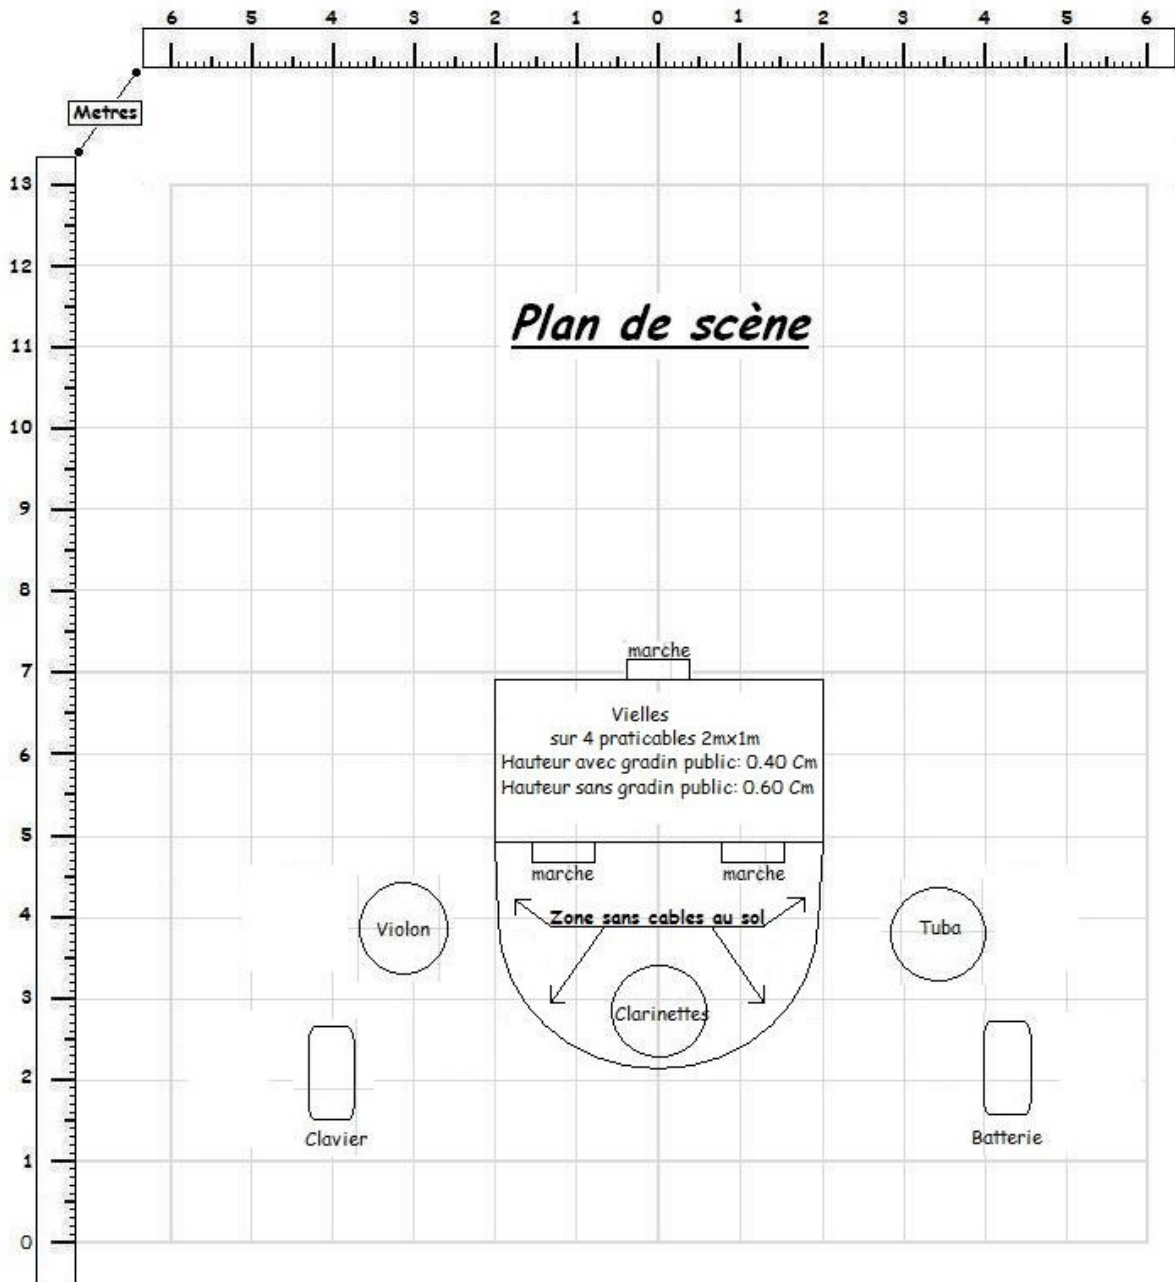 6 5 4 3 2 1 0 1 2 3 4 5 6
Metres
13
12
Plan de scène
11
10
9
8
marche
7
Vielles
sur 4 praticables 2mx1m
6
Hauteur avec gradin public: 0.40 Cm
Hauteur sans gradin public: 0.60 Cm
5
marche marche
4
Zone sans cables au sol
Violon Tuba
3
Clarinettes
2
Clavier Batterie
1
0